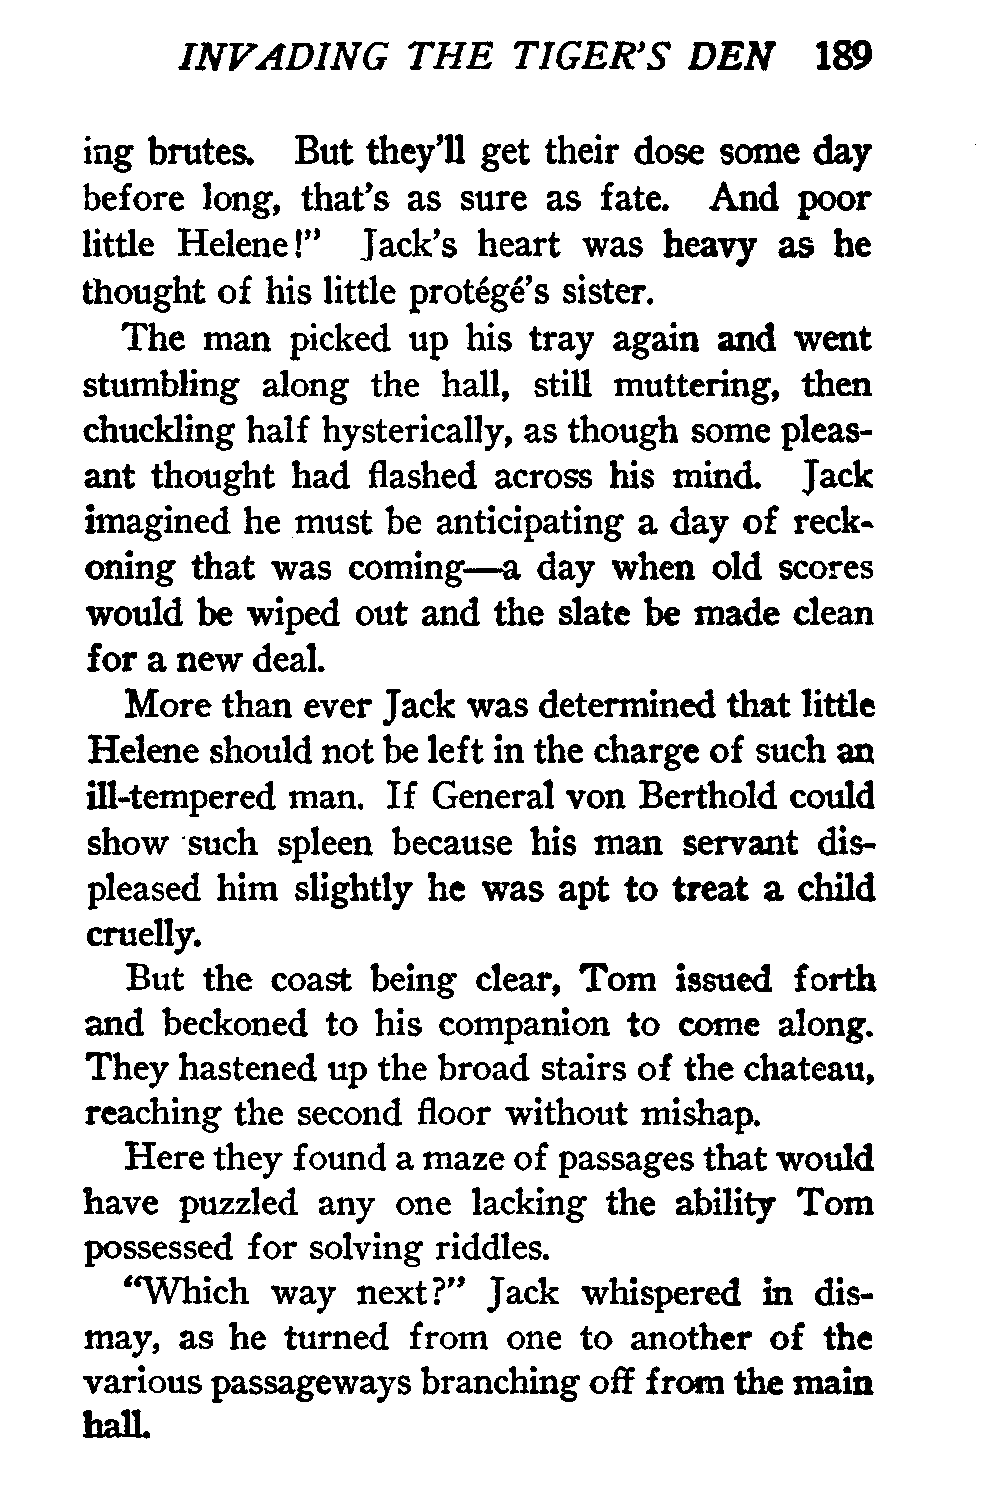 INVADING THE TIGER'S DEN 189
ing brutes. But they'll get their dose some day
before long, that's as sure as fate. And poor
little Helene!" Jack's heart was heavy as he
thought of his little protégé's sister.
The man picked up his tray again and went
stumbling along the hall, still muttering, then
chuckling half hysterically, as though some pleas-
ant thought had flashed across his mind. Jack
imagined he must be anticipating a day of reck-
oning that was coming—a day when old scores
would be wiped out and the slate be made clean
for a new deal.
More than ever Jack was determined that little
Helene should not be left in the charge of such an
ill-tempered man. If General von Berthold could
show such spleen because his man servant dis-
pleased him slightly he was apt to treat a child
cruelly.
But the coast being clear, Tom issued forth
and beckoned to his companion to come along.
They hastened up the broad stairs of the chateau,
reaching the second floor without mishap.
Here they found a maze of passages that would
have puzzled any one lacking the ability Tom
possessed for solving riddles.
"Which way next?" Jack whispered in dis-
may, as he turned from one to another of the
various passageways branching off from the main
hall.